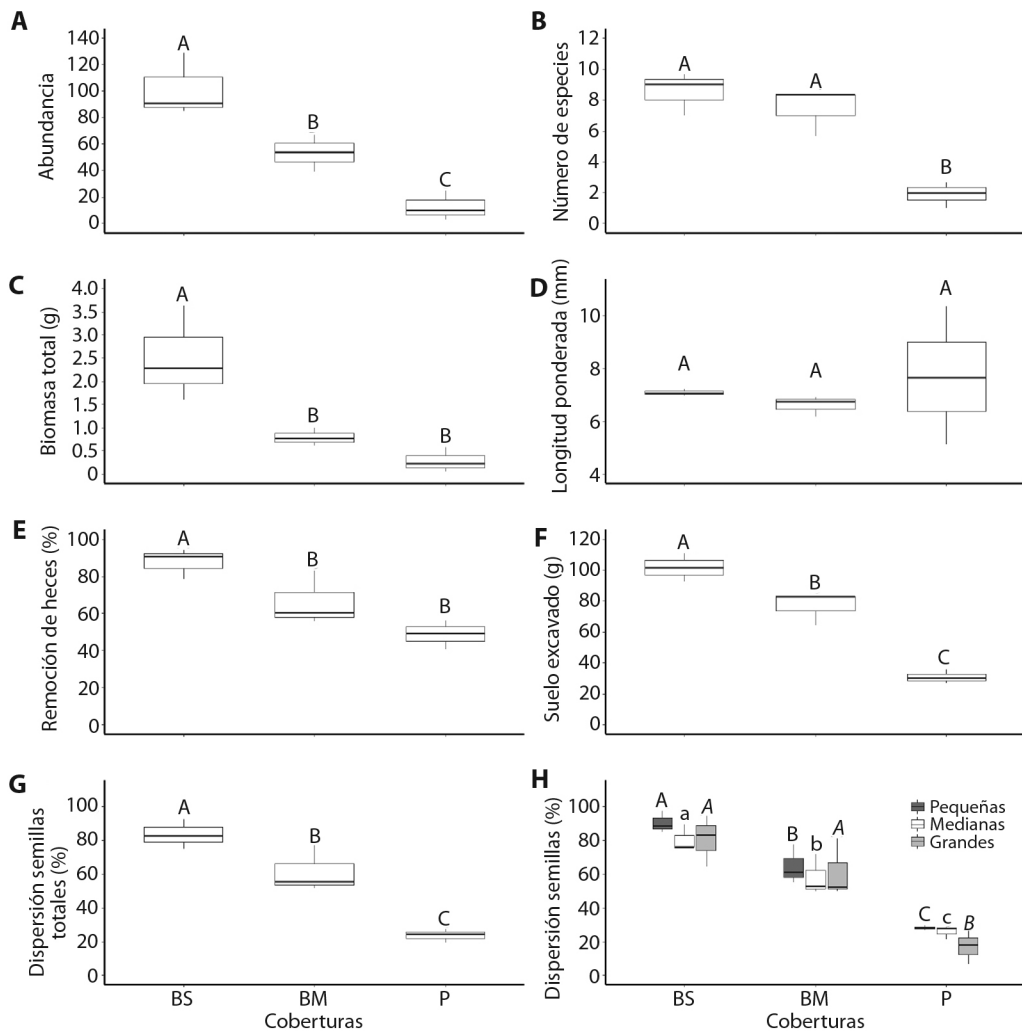 A
Abundancia
140
120
100
80
60
40
20
0
A
B
C
B
Número de especies
12
10
8
6
4
2
0
A
A
B
C
Biomasa total (g)
4.0
3.5
3.0
2.5
2.0
1.5
1.0
0.5
0
A
B
B
D
Longitud ponderada (mm)
10
8
6
4
A
A
A
E
Remoción de heces (%)
100
80
60
40
20
0
A
B
B
F
Suelo excavado (g)
120
100
80
60
40
20
0
A
B
C
G
Dispersión semillas
totales (%)
100
80
60
40
20
0
A
B
C
BS BM P
Coberturas
H
Dispersión semillas (%)
100
80
60
40
20
0
A a A
B b A
C c B
Pequeñas
Medianas
Grandes
BS BM P
Coberturas